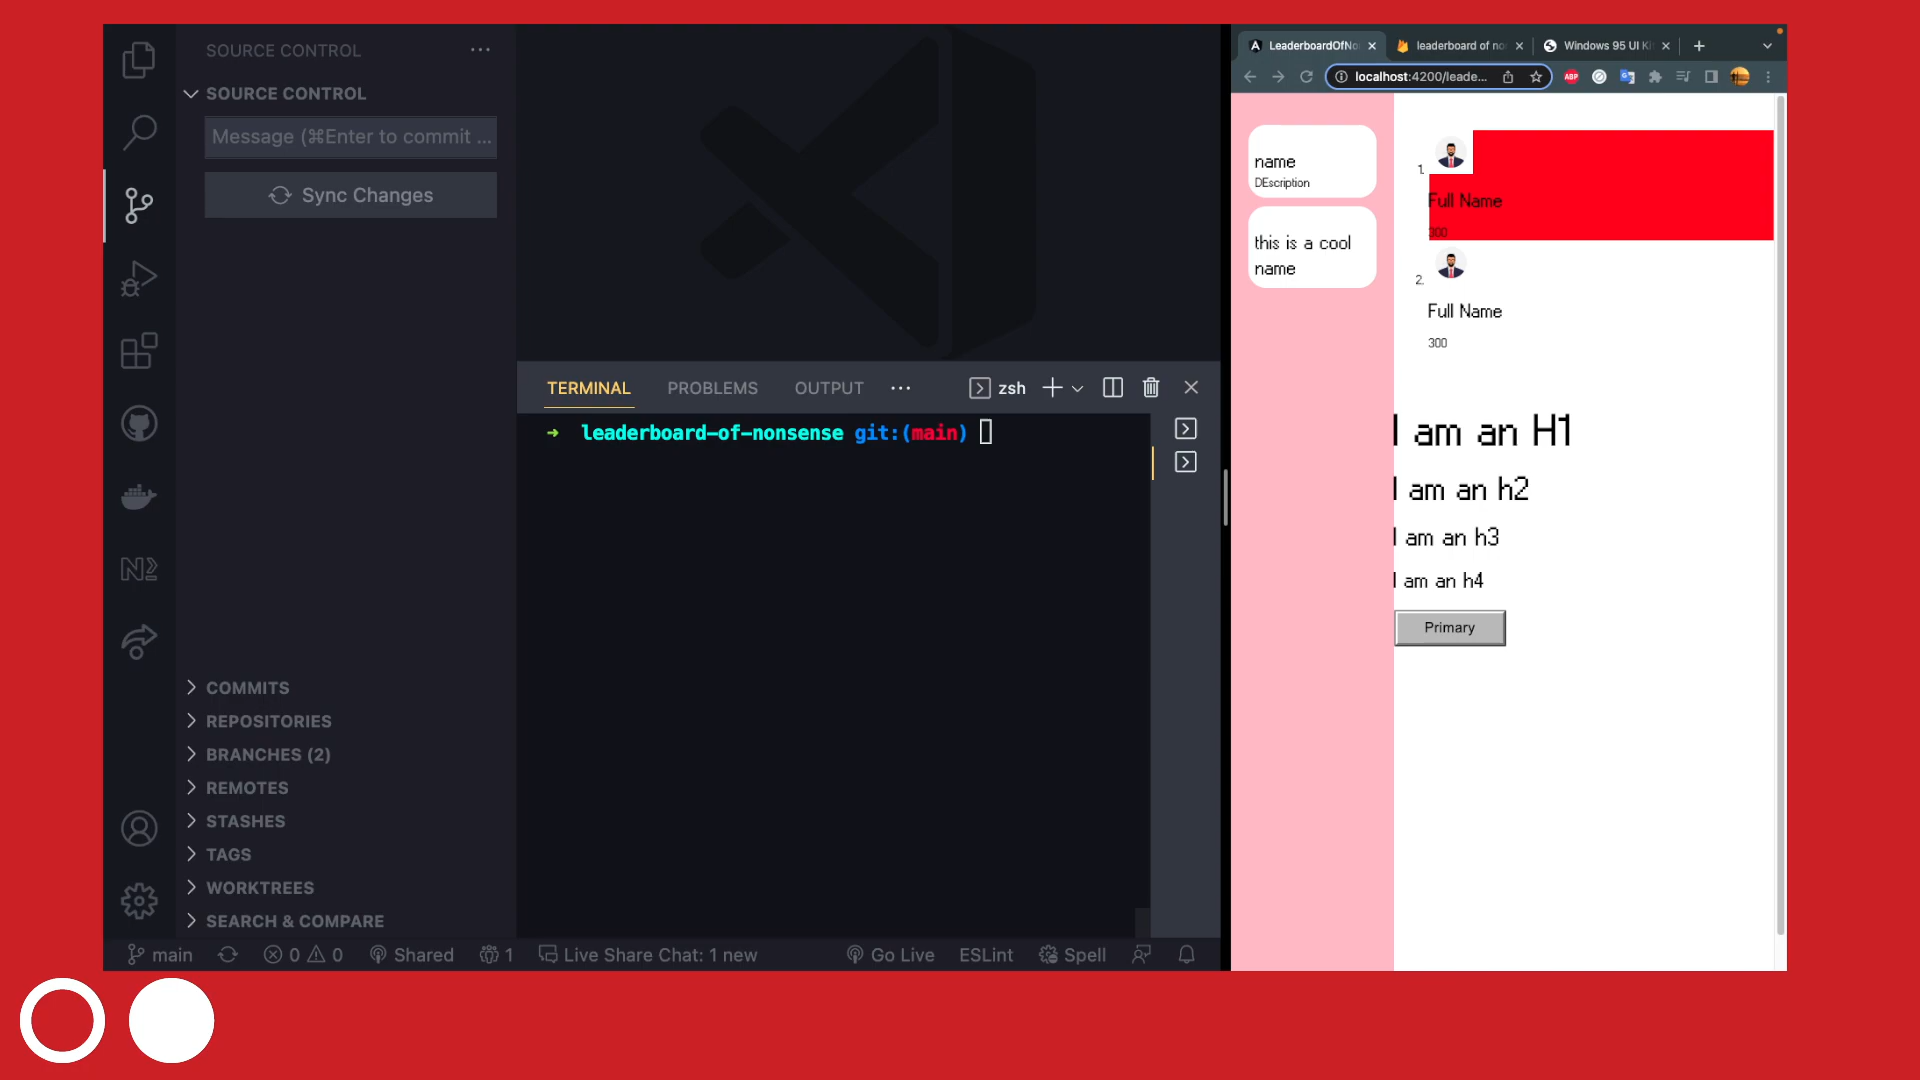 SOURCE CONTROL
SOURCE CONTROL
Message (⌘Enter to commit ...
Sync Changes
COMMITS
REPOSITORIES
BRANCHES (2)
REMOTES
STASHES
TAGS
WORKTREES
SEARCH & COMPARE
TERMINAL PROBLEMS OUTPUT ... zsh
→ leaderboard-of-nonsense git:(main)
main 0 0 Shared 1 Live Share Chat: 1 new Go Live ESLint Spell
LeaderboardOfNo leaderboard of no Windows 95 UI Ki
localhost:4200/leade...
ABP
name
DEscription
this is a cool
name
1.
Full Name
300
2.
Full Name
300
I am an H1
I am an h2
I am an h3
I am an h4
Primary